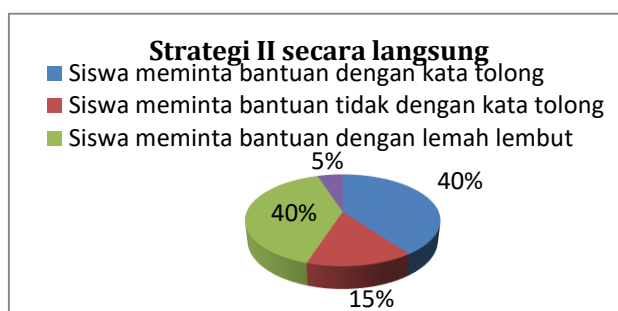 Strategi II secara langsung
Siswa meminta bantuan dengan kata tolong
Siswa meminta bantuan tidak dengan kata tolong
Siswa meminta bantuan dengan lemah lembut
5%
40%
40%
15%